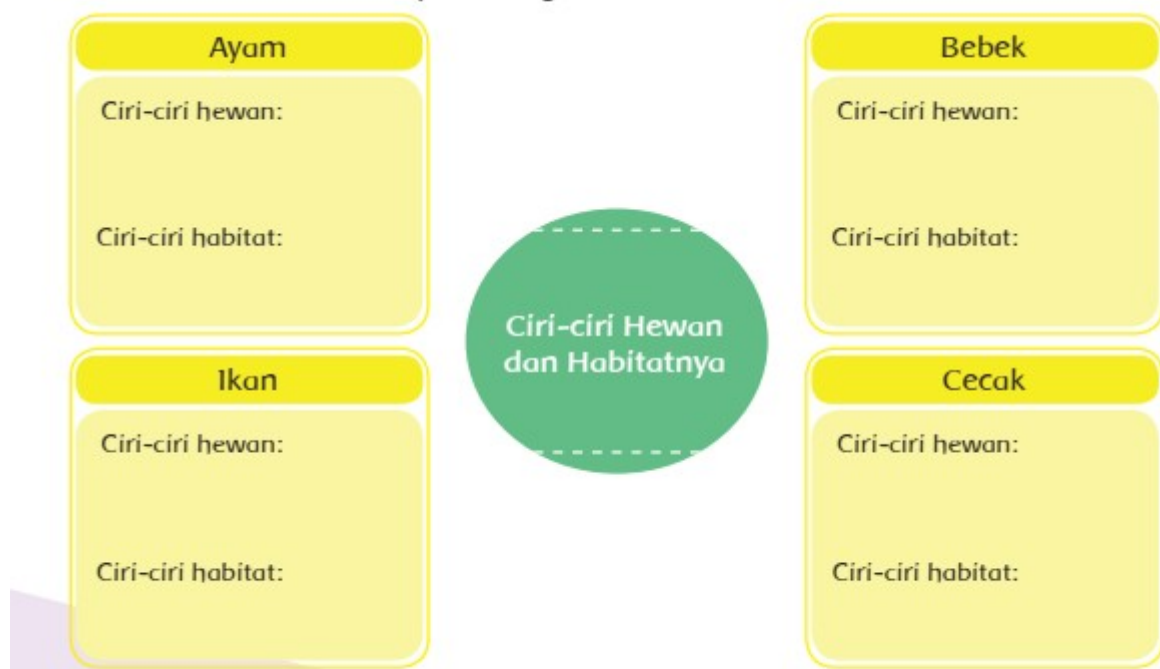 Ayam
Ciri-ciri hewan:
Ciri-ciri habitat:
Bebek
Ciri-ciri hewan:
Ciri-ciri habitat:
Ciri-ciri Hewan
dan Habitatnya
Ikan
Ciri-ciri hewan:
Ciri-ciri habitat:
Cecak
Ciri-ciri hewan:
Ciri-ciri habitat: